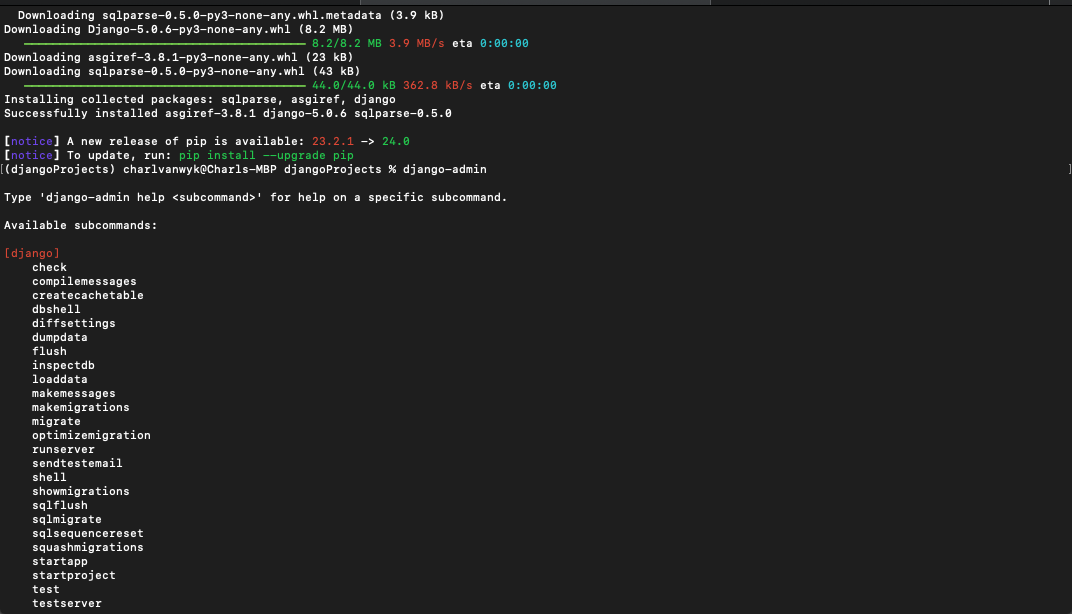 Downloading sqlparse-0.5.0-py3-none-any.whl.metadata (3.9 kB)
Downloading Django-5.0.6-py3-none-any.whl (8.2 MB)
8.2/8.2 MB 3.9 MB/s eta 0:00:00
Downloading asgiref-3.8.1-py3-none-any.whl (23 kB)
Downloading sqlparse-0.5.0-py3-none-any.whl (43 kB)
44.0/44.0 kB 362.8 kB/s eta 0:00:00
Installing collected packages: sqlparse, asgiref, django
Successfully installed asgiref-3.8.1 django-5.0.6 sqlparse-0.5.0
[notice] A new release of pip is available: 23.2.1 -> 24.0
[notice] To update, run: pip install --upgrade pip
[(djangoProjects) charlvanwyk@Charls-MBP djangoProjects % django-admin ]
Type 'django-admin help <subcommand>' for help on a specific subcommand.
Available subcommands:
[django]
check
compilemessages
createcachetable
dbshell
diffsettings
dumpdata
flush
inspectdb
loaddata
makemessages
makemigrations
migrate
optimizemigration
runserver
sendtestemail
shell
showmigrations
sqlflush
sqlmigrate
sqlsequencereset
squashmigrations
startapp
startproject
test
testserver